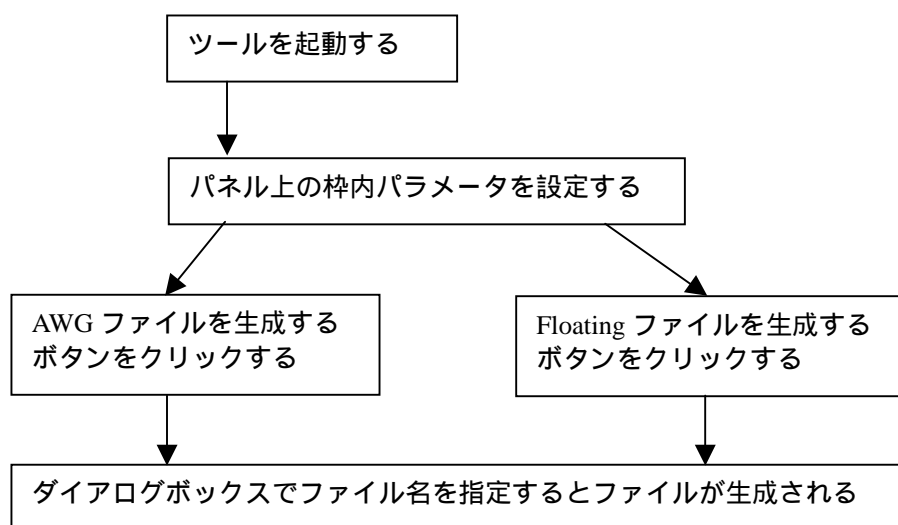 ツールを起動する
パネル上の枠内パラメータを設定する
AWG ファイルを生成する
ボタンをクリックする
Floating ファイルを生成する
ボタンをクリックする
ダイアログボックスでファイル名を指定するとファイルが生成される